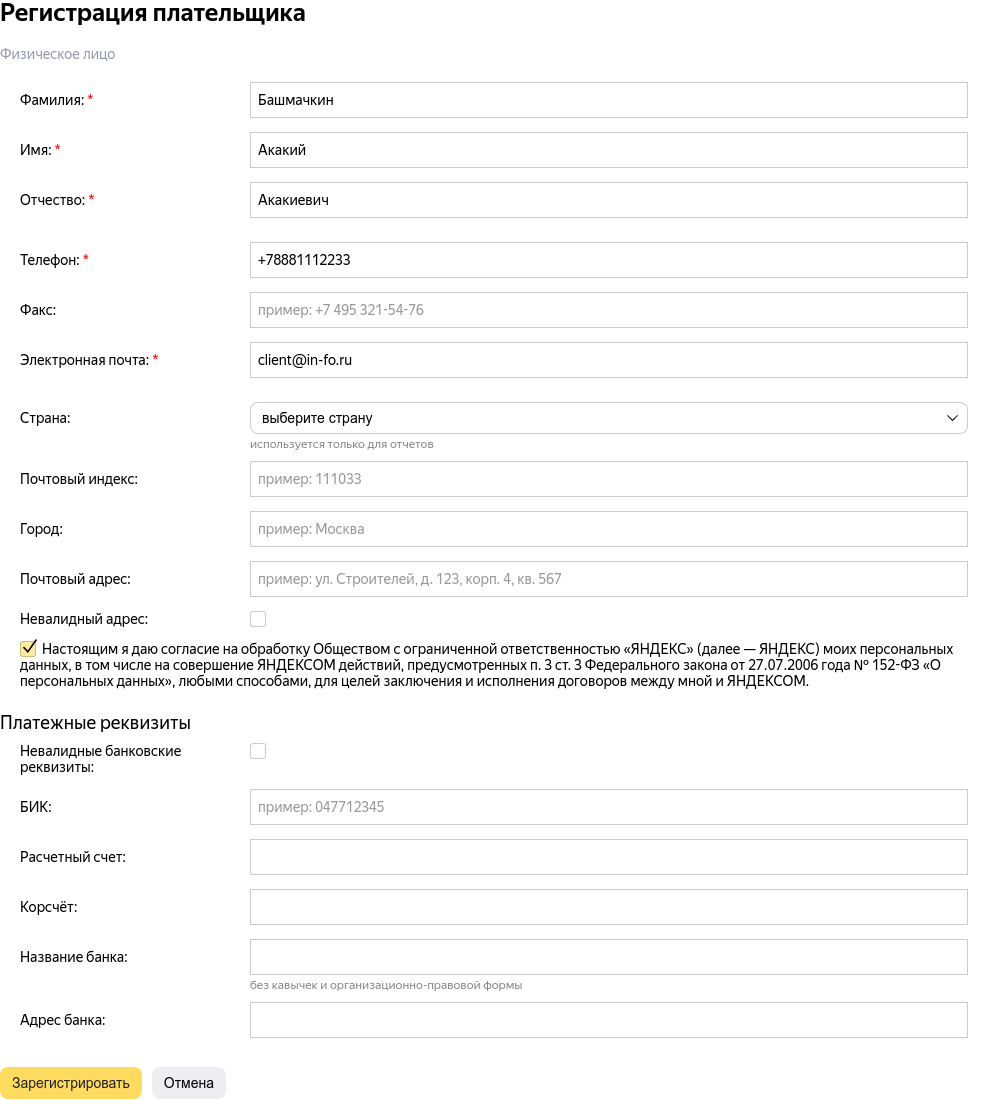 Регистрация плательщика
Физическое лицо
Фамилия: *
Башмачкин
Имя: *
Акакий
Отчество: *
Акакиевич
Телефон: *
+78881112233
Факс:
пример: +7 495 321-54-76
Электронная почта: *
client@in-fo.ru
Страна:
выберите страну
используется только для отчетов
Почтовый индекс:
пример: 111033
Город:
пример: Москва
Почтовый адрес:
пример: ул. Строителей, д. 123, корп. 4, кв. 567
Невалидный адрес:
Настоящим я даю согласие на обработку Обществом с ограниченной ответственностью «ЯНДЕКС» (далее — ЯНДЕКС) моих персональных
данных, в том числе на совершение ЯНДЕКСОМ действий, предусмотренных п. 3 ст. 3 Федерального закона от 27.07.2006 года № 152-ФЗ «О
персональных данных», любыми способами, для целей заключения и исполнения договоров между мной и ЯНДЕКСОМ.
Платежные реквизиты
Невалидные банковские
реквизиты:
БИК:
пример: 047712345
Расчетный счет:
Корсчёт:
Название банка:
без кавычек и организационно-правовой формы
Адрес банка:
Зарегистрировать
Отмена